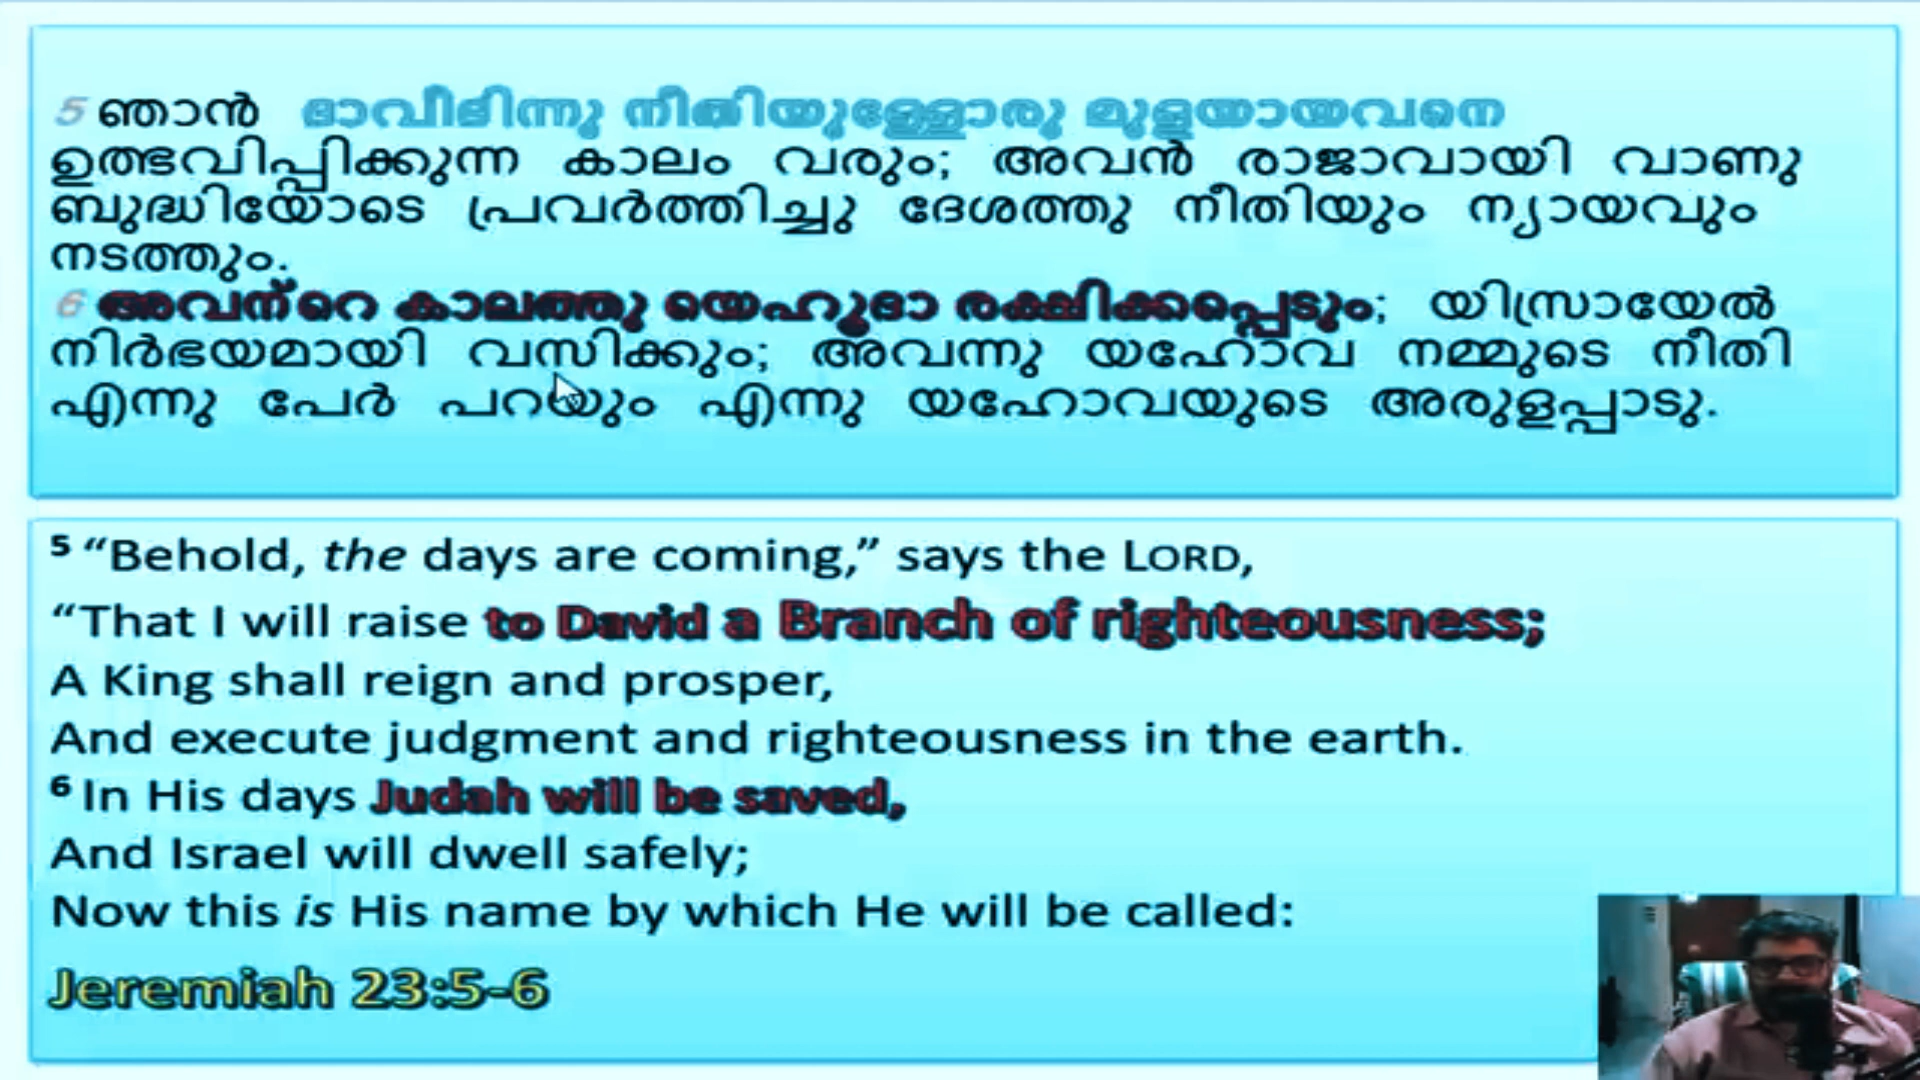 5 ഞാൻ ദാവീദിന്നു നീതിയുള്ളോരു മുളയായവനെ
ഉത്ഭവിപ്പിക്കുന്ന കാലം വരും; അവൻ രാജാവായി വാണു
ബുദ്ധിയോടെ പ്രവർത്തിച്ചു ദേശത്തു നീതിയും ന്യായവും
നടത്തും.
6 അവന്റെ കാലത്തു യെഹൂദാ രക്ഷിക്കപ്പെടും; യിസ്രായേൽ
നിർഭയമായി വസിക്കും; അവന്നു യഹോവ നമ്മുടെ നീതി
എന്നു പേർ പറയും എന്നു യഹോവയുടെ അരുളപ്പാടു.
5 “Behold, the days are coming,” says the LORD,
“That I will raise to David a Branch of righteousness;
A King shall reign and prosper,
And execute judgment and righteousness in the earth.
6 In His days Judah will be saved,
And Israel will dwell safely;
Now this is His name by which He will be called:
Jeremiah 23:5-6